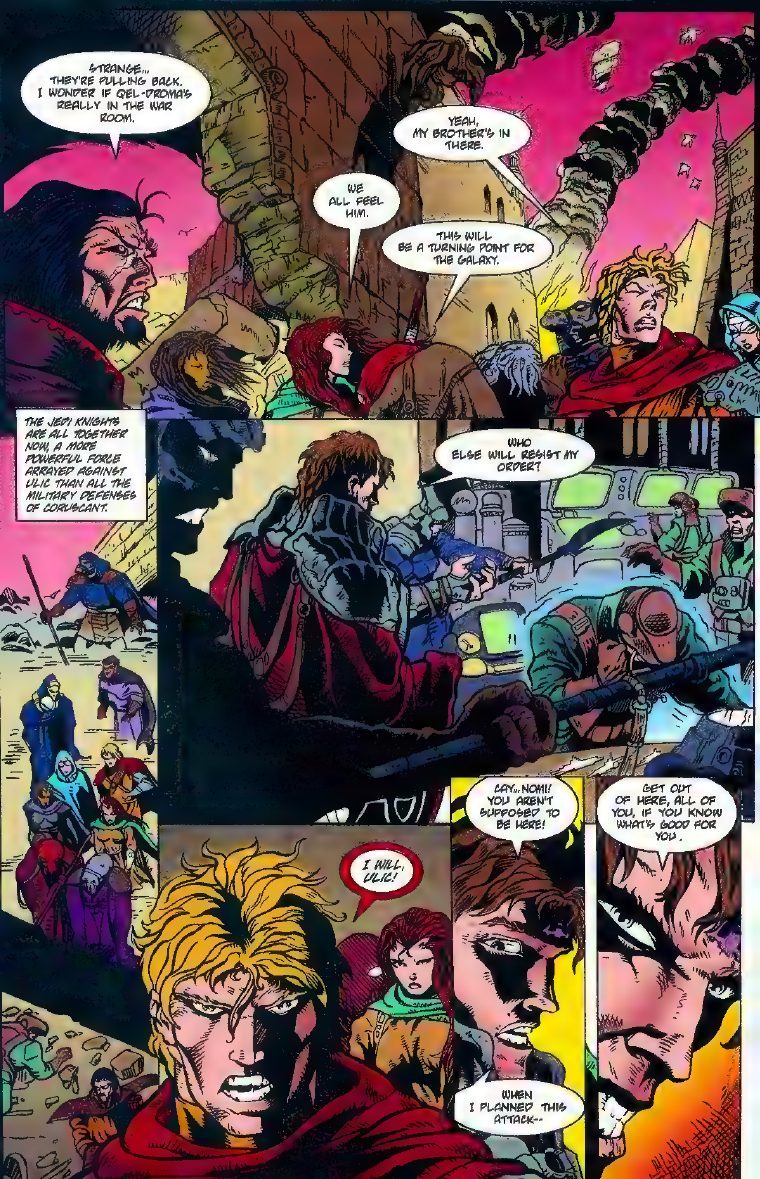 STRANGE...
THEY'RE PULLING BACK.
I WONDER IF QEL-DROMA'S
REALLY IN THE WAR
ROOM.
YEAH,
MY BROTHER'S IN
THERE.
WE
ALL FEEL
HIM.
THIS WILL
BE A TURNING POINT FOR
THE GALAXY.
THE JEDI KNIGHTS
ARE ALL TOGETHER
NOW, A MORE
POWERFUL FORCE
ARRAYED AGAINST
ULIC THAN ALL THE
MILITARY DEFENSES
OF CORUSCANT.
WHO
ELSE WILL RESIST MY
ORDER?
I WILL,
ULIC!
CAY...NOMI!
YOU AREN'T
SUPPOSED TO
BE HERE!
WHEN
I PLANNED THIS
ATTACK--
GET OUT
OF HERE, ALL OF
YOU, IF YOU KNOW
WHAT'S GOOD FOR
YOU.